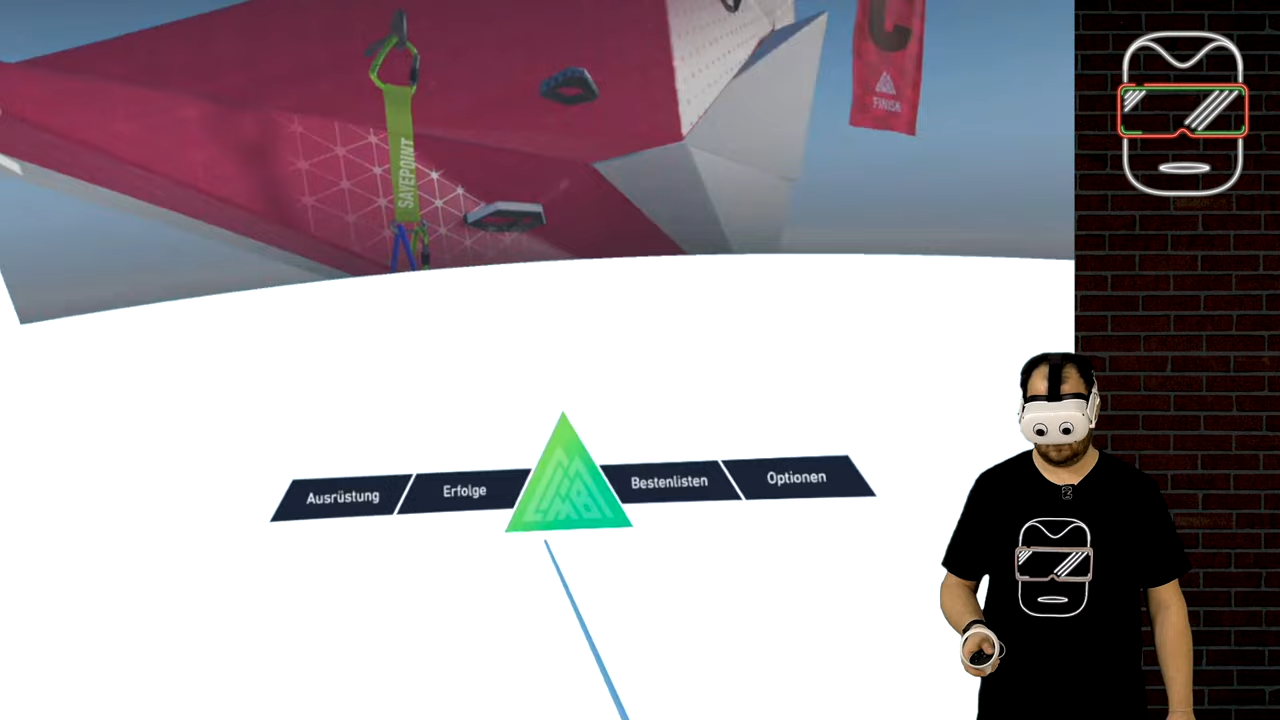 C
FINISH
SAVEPOINT
Ausrüstung
Erfolge
Bestenlisten
Optionen